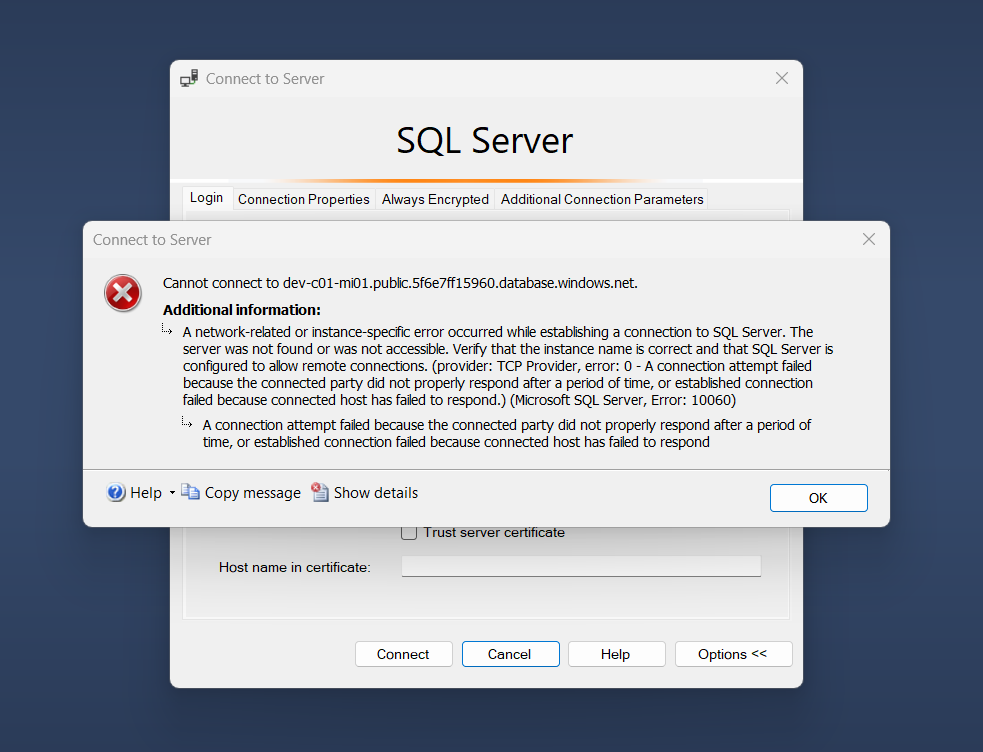 Connect to Server
SQL Server
Login
Connection Properties
Always Encrypted
Additional Connection Parameters
Connect to Server
Cannot connect to dev-c01-mi01.public.5f6e7ff15960.database.windows.net.
Additional information:
A network-related or instance-specific error occurred while establishing a connection to SQL Server. The
server was not found or was not accessible. Verify that the instance name is correct and that SQL Server is
configured to allow remote connections. (provider: TCP Provider, error: 0 - A connection attempt failed
because the connected party did not properly respond after a period of time, or established connection
failed because connected host has failed to respond.) (Microsoft SQL Server, Error: 10060)
A connection attempt failed because the connected party did not properly respond after a period of
time, or established connection failed because connected host has failed to respond
Help
Copy message
Show details
OK
Trust server certificate
Host name in certificate:
Connect
Cancel
Help
Options <<